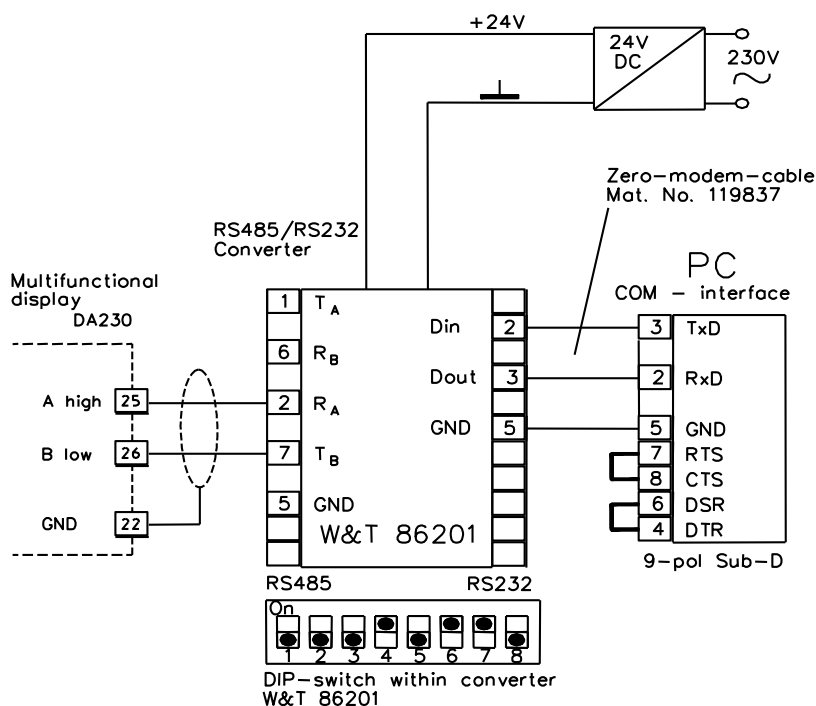 +24V
24V
DC
230V
Zero-modem-cable
Mat. No. 119837
RS485/RS232
Converter
PC
COM - interface
Multifunctional
display
DA230
1 TA
Din 2 3 TxD
6 RB
Dout 3 2 RxD
A high 25 2 RA
GND 5 5 GND
B low 26 7 TB
7 RTS
8 CTS
5 GND
6 DSR
GND 22
4 DTR
W&T 86201
9-pol Sub-D
RS485 RS232
On
1 2 3 4 5 6 7 8
DIP-switch within converter
W&T 86201